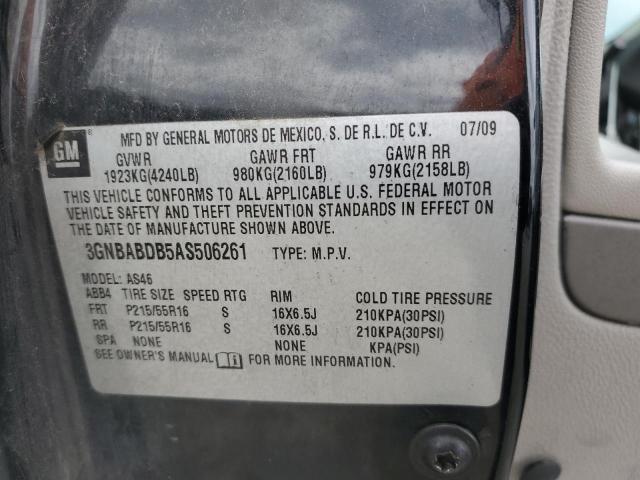 MFD BY GENERAL MOTORS DE MEXICO, S. DE R.L. DE C.V. 07/09
GM®
GVWR GAWR FRT GAWR RR
1923KG(4240LB) 980KG(2160LB) 979KG(2158LB)
THIS VEHICLE CONFORMS TO ALL APPLICABLE U.S. FEDERAL MOTOR
VEHICLE SAFETY AND THEFT PREVENTION STANDARDS IN EFFECT ON
THE DATE OF MANUFACTURE SHOWN ABOVE.
3GNBABDB5AS506261 TYPE: M.P.V.
MODEL: AS46
ABB4 TIRE SIZE SPEED RTG RIM COLD TIRE PRESSURE
FRT P215/55R16 S 16X6.5J 210KPA(30PSI)
RR P215/55R16 S 16X6.5J 210KPA(30PSI)
SPA NONE NONE KPA(PSI)
SEE OWNER'S MANUAL FOR MORE INFORMATION.